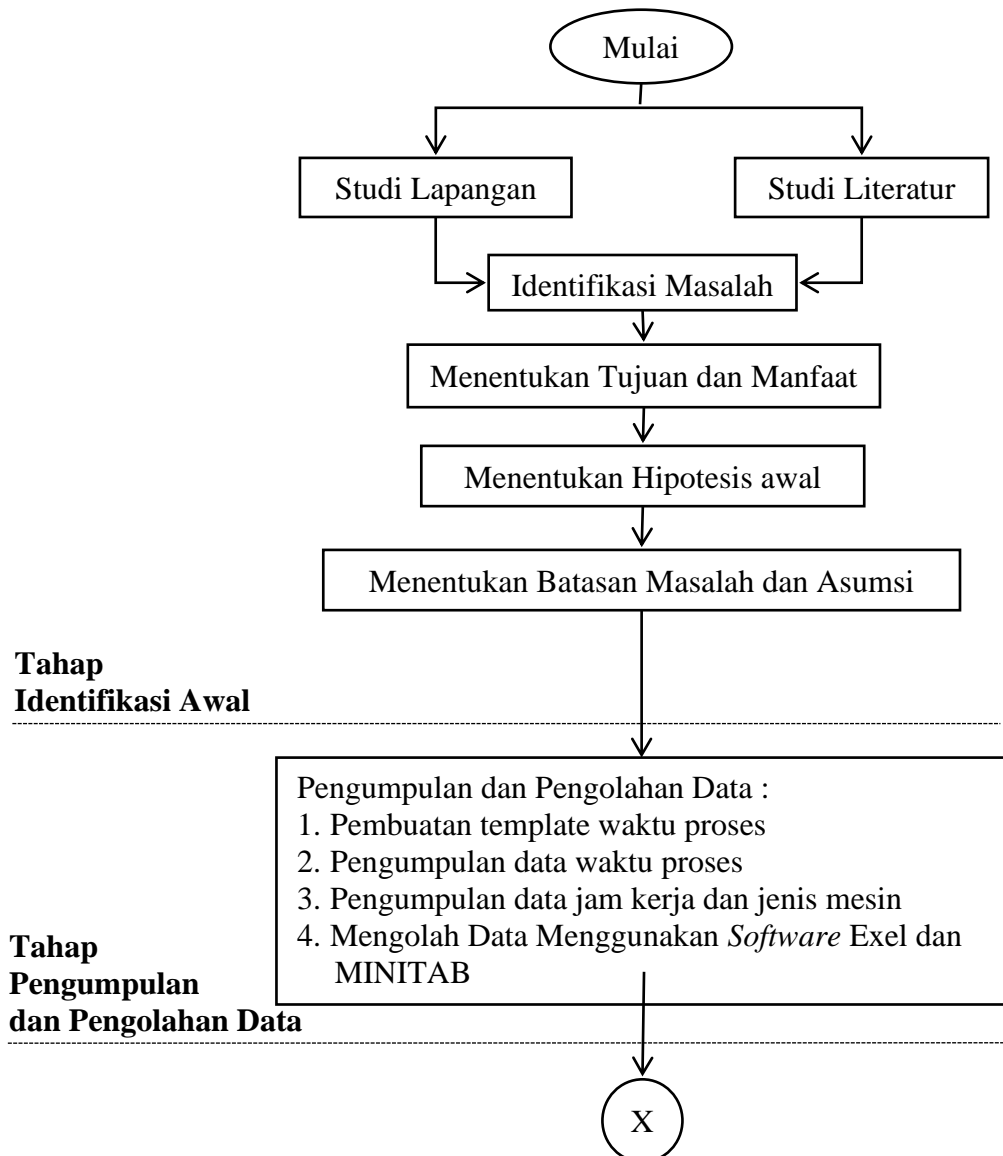 Mulai
Studi Lapangan
Studi Literatur
Identifikasi Masalah
Menentukan Tujuan dan Manfaat
Menentukan Hipotesis awal
Menentukan Batasan Masalah dan Asumsi
Tahap
Identifikasi Awal
Pengumpulan dan Pengolahan Data :
1. Pembuatan template waktu proses
2. Pengumpulan data waktu proses
3. Pengumpulan data jam kerja dan jenis mesin
4. Mengolah Data Menggunakan Software Exel dan
MINITAB
Tahap
Pengumpulan
dan Pengolahan Data
X